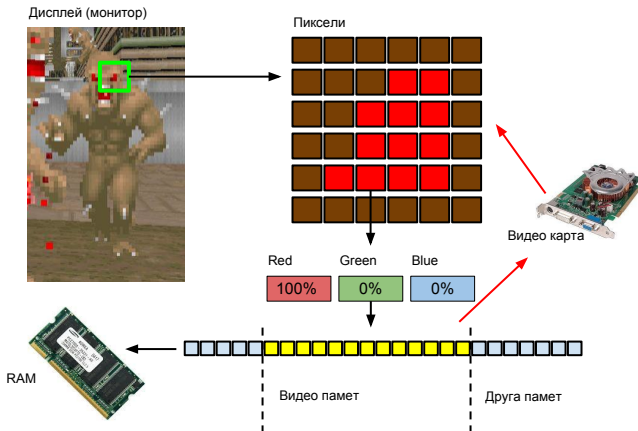 Дисплей (монитор)
Пиксели
Видео карта
Red
Green
Blue
100%
0%
0%
RAM
Видео памет
Друга памет